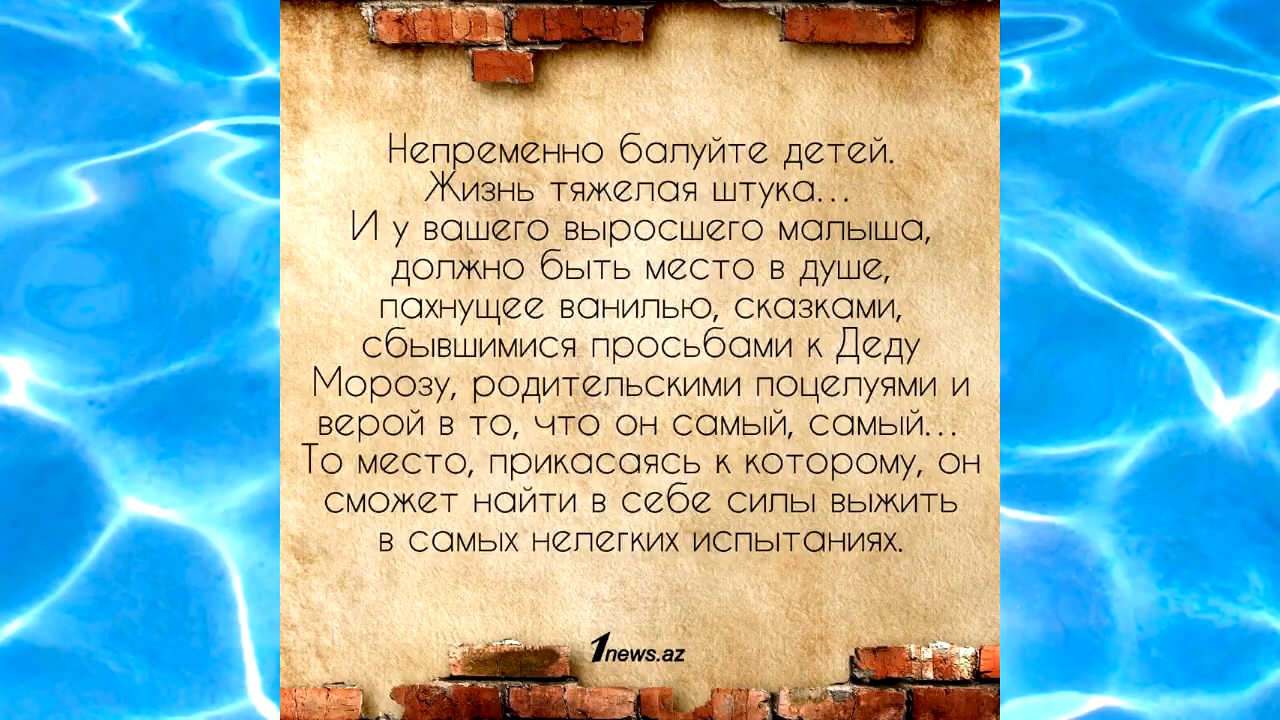 Непременно балуйте детей.
Жизнь тяжелая штука...
И у вашего выросшего малыша,
должно быть место в душе,
пахнущее ванилью, сказками,
сбывшимися просьбами к Деду
Морозу, родительскими поцелуями и
верой в то, что он самый, самый...
То место, прикасаясь к которому, он
сможет найти в себе силы выжить
в самых нелегких испытаниях.
1news.az